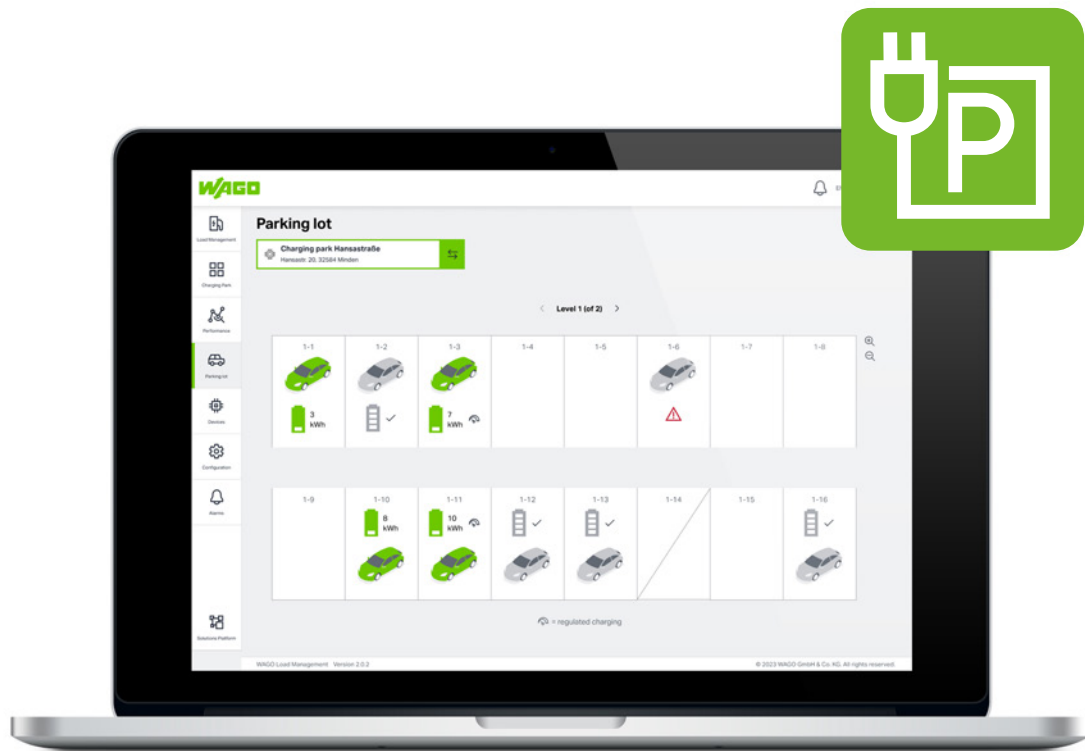 P
WAGO
Parking lot
Charging park Hansastraße
Hansastr. 20, 32584 Minden
Load Management
Charging Park
Performance
Parking lot
Devices
Configuration
Alarms
Solutions Platform
Level 1 (of 2)
1-1
1-2
1-3
1-4
1-5
1-6
1-7
1-8
3
kWh
7
kWh
1-9
1-10
1-11
1-12
1-13
1-14
1-15
1-16
8
kWh
10
kWh
= regulated charging
WAGO Load Management Version 2.0.2
© 2023 WAGO GmbH & Co. KG. All rights reserved.